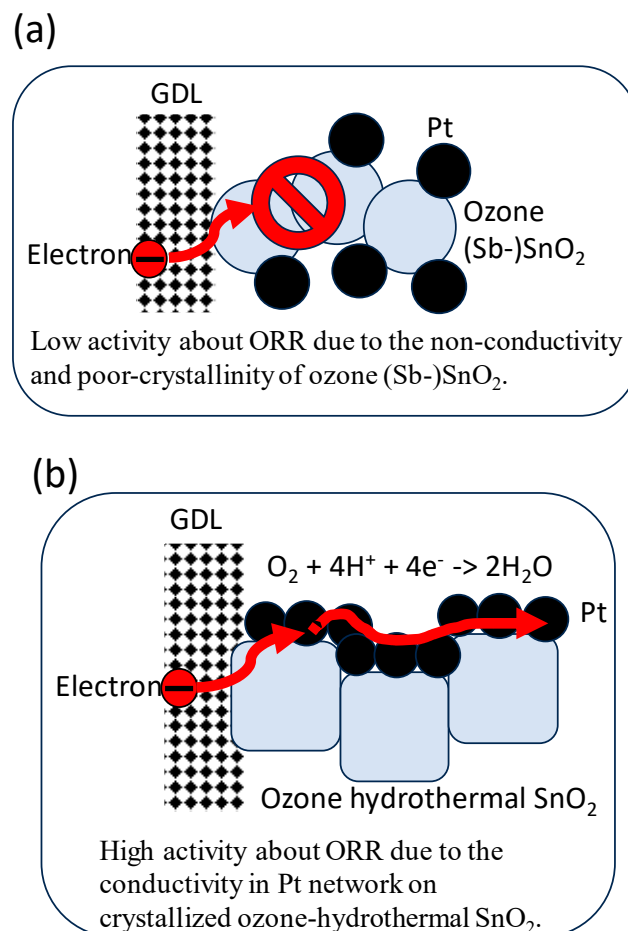 (a)
GDL
Pt
Ozone
(Sb-)SnO₂
Electron
Low activity about ORR due to the non-conductivity
and poor-crystallinity of ozone (Sb-)SnO₂.
(b)
GDL
O₂ + 4H⁺ + 4e⁻ -> 2H₂O
Pt
Electron
Ozone hydrothermal SnO₂
High activity about ORR due to the
conductivity in Pt network on
crystallized ozone-hydrothermal SnO₂.